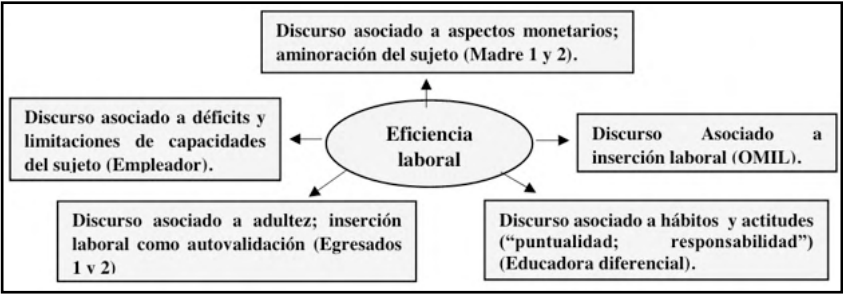 Discurso asociado a aspectos monetarios;
aminoración del sujeto (Madre 1 y 2).
Discurso asociado a déficits y
limitaciones de capacidades
del sujeto (Empleador).
Eficiencia
laboral
Discurso Asociado a
inserción laboral (OMIL).
Discurso asociado a adultez; inserción
laboral como autovalidación (Egresados
1 y 2)
Discurso asociado a hábitos y actitudes
(“puntualidad; responsabilidad”)
(Educadora diferencial).